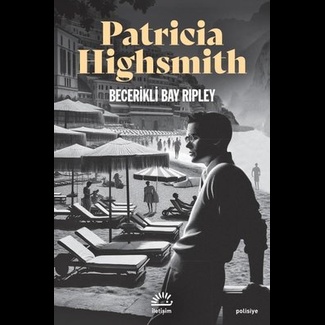 Patricia
Highsmith
BECERİKLİ BAY RIPLEY
iletişim
polisiye